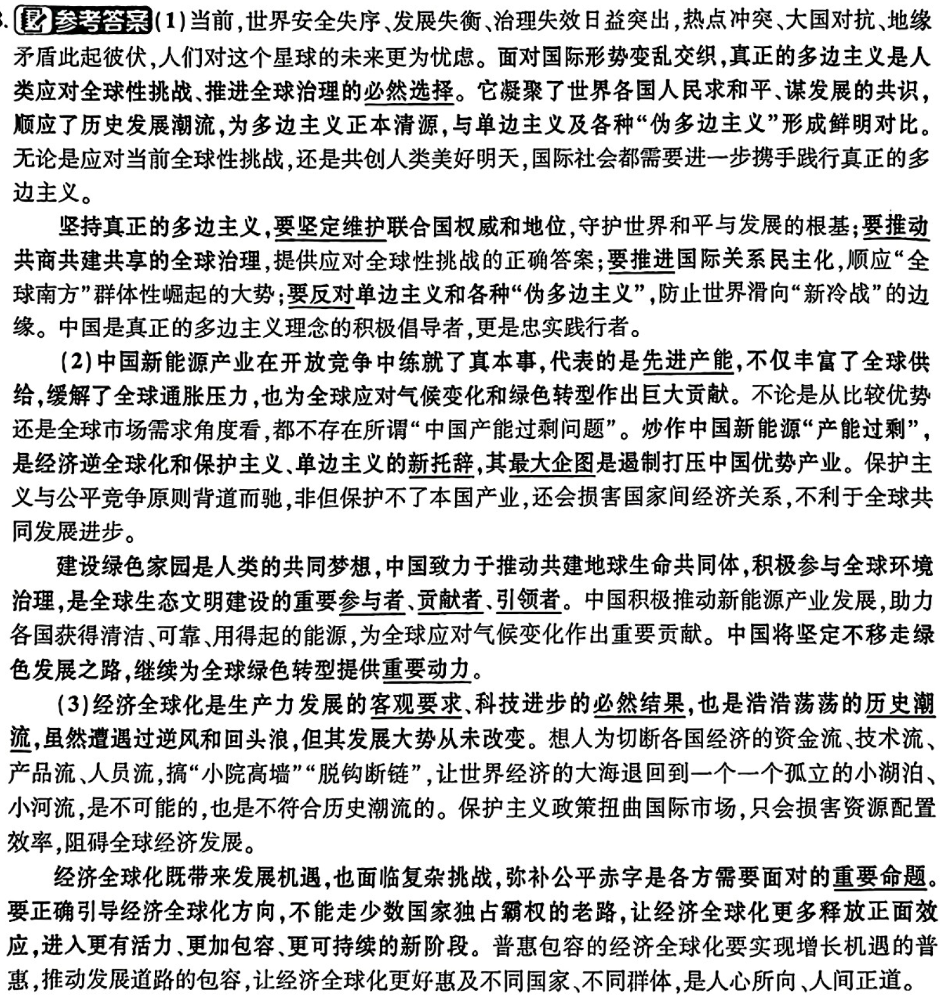 参考答案(1)当前,世界安全失序、发展失衡、治理失效日益突出,热点冲突、大国对抗、地缘
矛盾此起彼伏,人们对这个星球的未来更为忧虑。面对国际形势变乱交织,真正的多边主义是人
类应对全球性挑战、推进全球治理的必然选择。它凝聚了世界各国人民求和平、谋发展的共识,
顺应了历史发展潮流,为多边主义正本清源,与单边主义及各种“伪多边主义”形成鲜明对比。
无论是应对当前全球性挑战,还是共创人类美好明天,国际社会都需要进一步携手践行真正的多
边主义。
坚持真正的多边主义,要坚定维护联合国权威和地位,守护世界和平与发展的根基;要推动
共商共建共享的全球治理,提供应对全球性挑战的正确答案;要推进国际关系民主化,顺应“全
球南方”群体性崛起的大势;要反对单边主义和各种“伪多边主义”,防止世界滑向“新冷战”的边
缘。中国是真正的多边主义理念的积极倡导者,更是忠实践行者。
(2)中国新能源产业在开放竞争中练就了真本事,代表的是先进产能,不仅丰富了全球供
给,缓解了全球通胀压力,也为全球应对气候变化和绿色转型作出巨大贡献。不论是从比较优势
还是全球市场需求角度看,都不存在所谓“中国产能过剩问题”。炒作中国新能源“产能过剩”,
是经济逆全球化和保护主义、单边主义的新托辞,其最大企图是遏制打压中国优势产业。保护主
义与公平竞争原则背道而驰,非但保护不了本国产业,还会损害国家间经济关系,不利于全球共
同发展进步。
建设绿色家园是人类的共同梦想,中国致力于推动共建地球生命共同体,积极参与全球环境
治理,是全球生态文明建设的重要参与者、贡献者、引领者。中国积极推动新能源产业发展,助力
各国获得清洁、可靠、用得起的能源,为全球应对气候变化作出重要贡献。中国将坚定不移走绿
色发展之路,继续为全球绿色转型提供重要动力。
(3)经济全球化是生产力发展的客观要求、科技进步的必然结果,也是浩浩荡荡的历史潮
流,虽然遭遇过逆风和回头浪,但其发展大势从未改变。想人为切断各国经济的资金流、技术流、
产品流、人员流,搞“小院高墙”“脱钩断链”,让世界经济的大海退回到一个一个孤立的小湖泊、
小河流,是不可能的,也是不符合历史潮流的。保护主义政策扭曲国际市场,只会损害资源配置
效率,阻碍全球经济发展。
经济全球化既带来发展机遇,也面临复杂挑战,弥补公平赤字是各方需要面对的重要命题。
要正确引导经济全球化方向,不能走少数国家独占霸权的老路,让经济全球化更多释放正面效
应,进入更有活力、更加包容、更可持续的新阶段。普惠包容的经济全球化要实现增长机遇的普
惠,推动发展道路的包容,让经济全球化更好惠及不同国家、不同群体,是人心所向、人间正道。